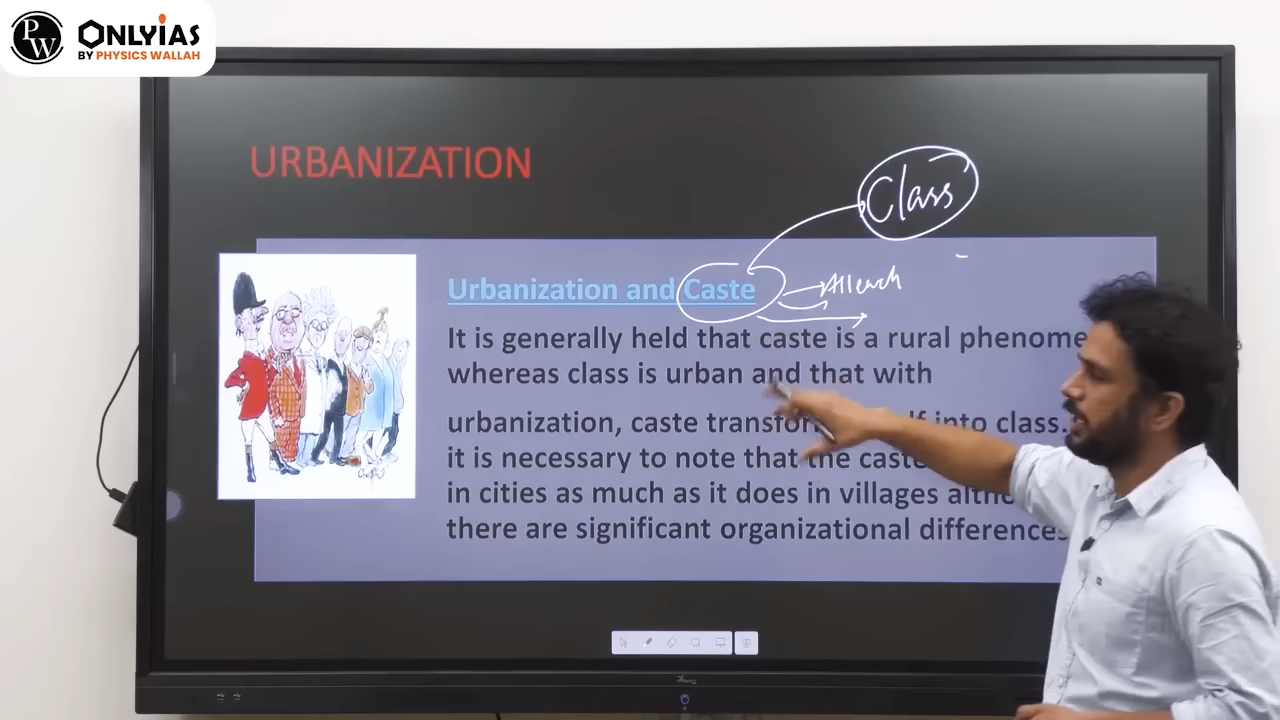 PW
ONLYIAS
BY PHYSICS WALLAH
URBANIZATION
Class
Urbanization and Caste
It is generally held that caste is a rural phenome
whereas class is urban and that with
urbanization, caste transfor lf into class.
it is necessary to note that the caste
in cities as much as it does in villages altho
there are significant organizational differences